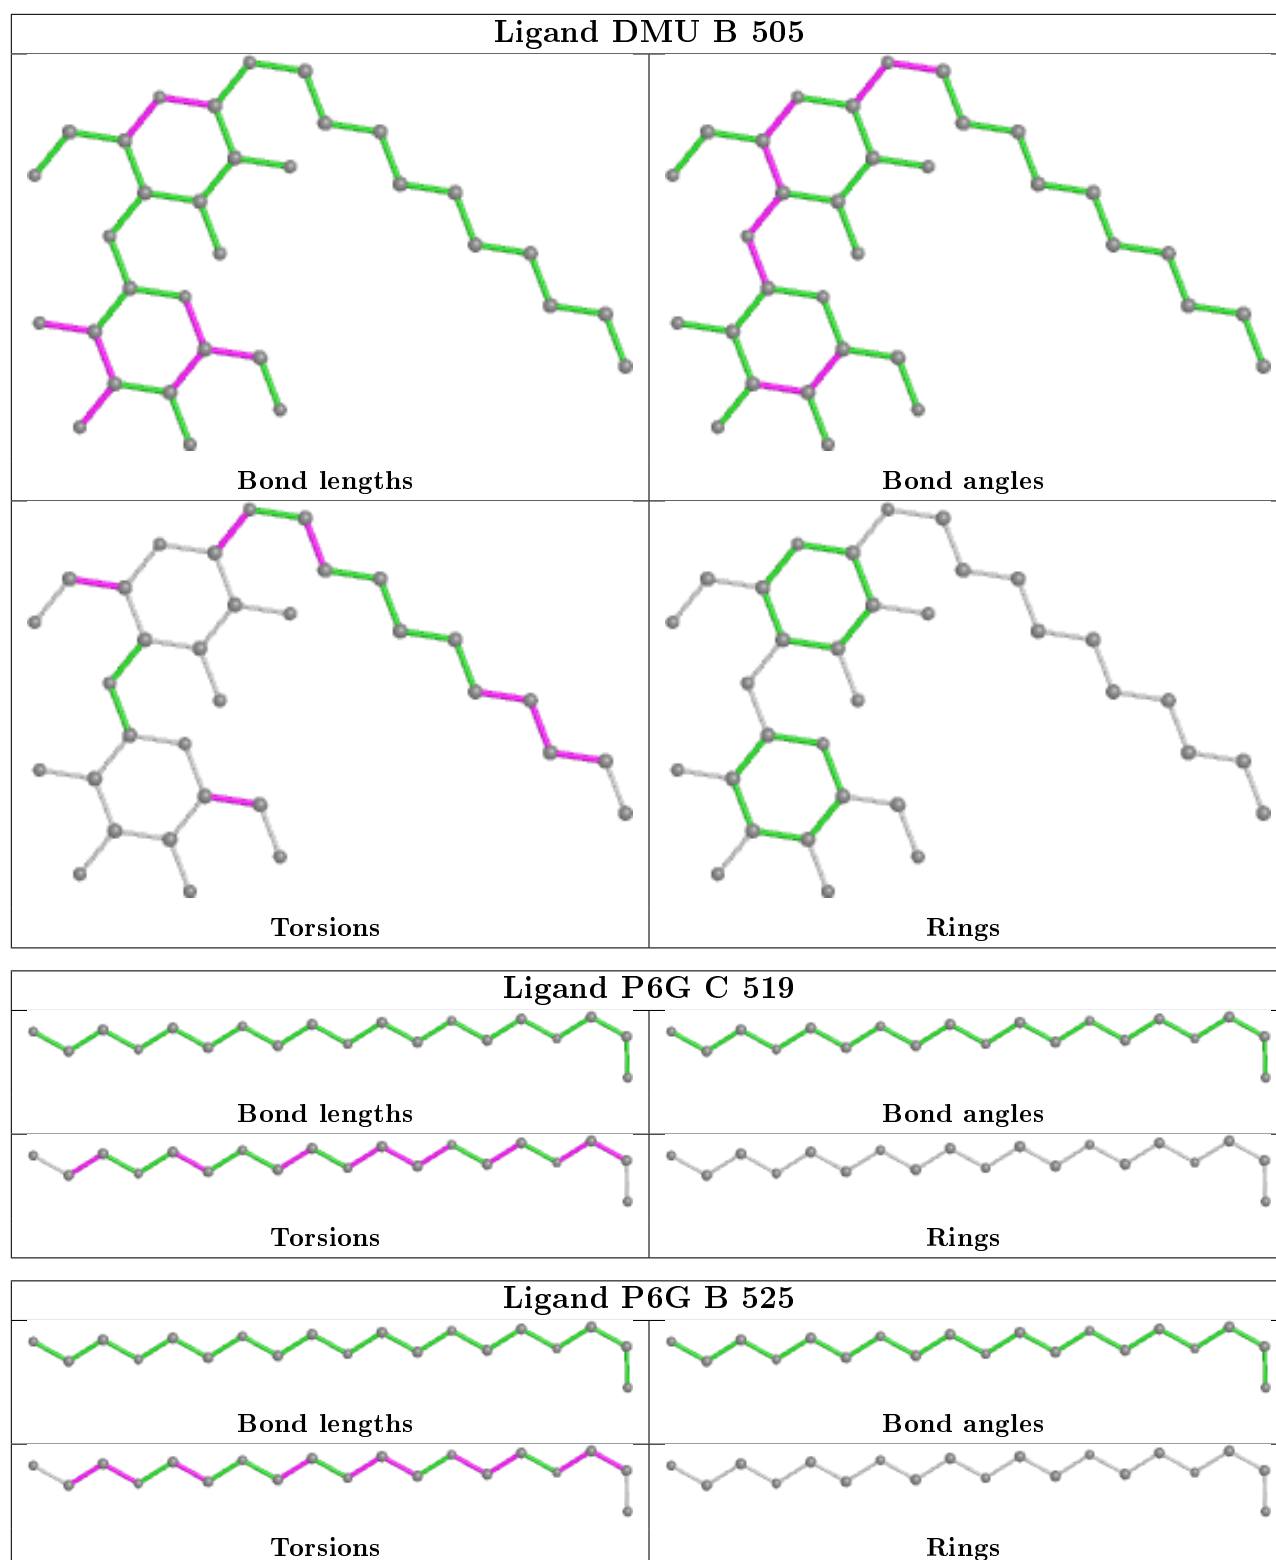 Ligand DMU B 505
Bond lengths
Bond angles
Torsions
Rings
Ligand P6G C 519
Bond lengths
Bond angles
Torsions
Rings
Ligand P6G B 525
Bond lengths
Bond angles
Torsions
Rings